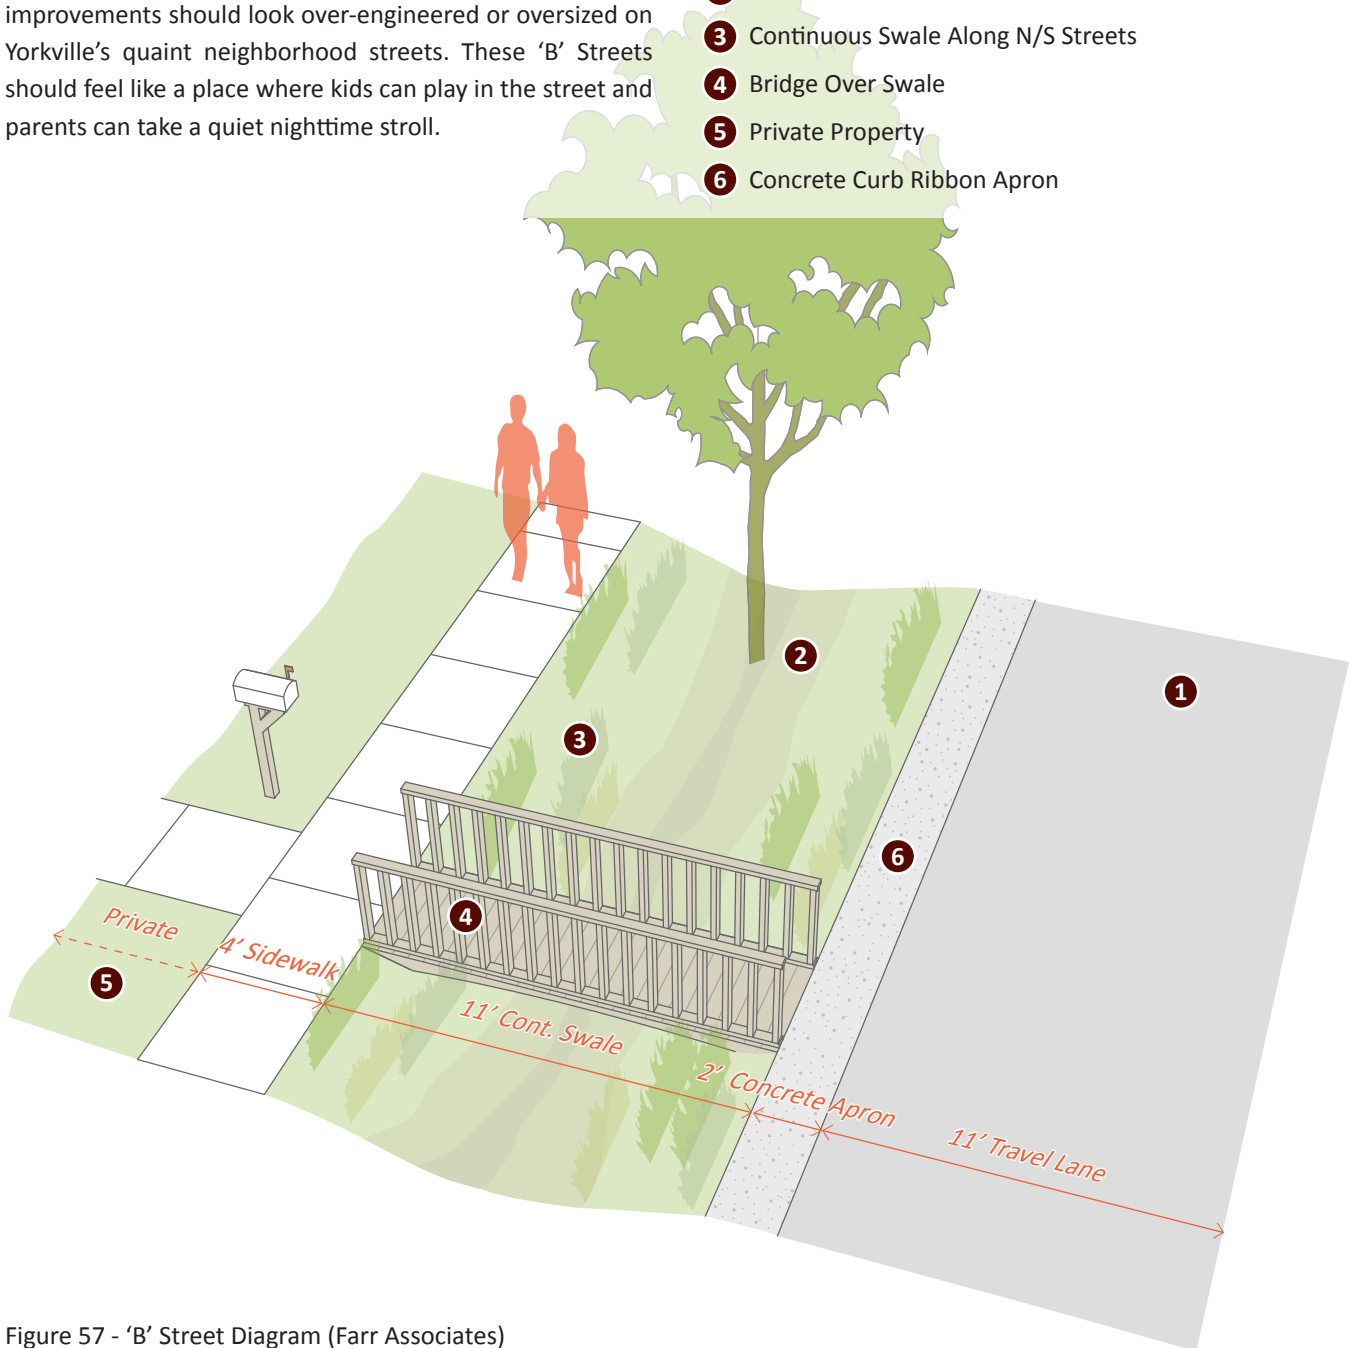 improvements should look over-engineered or oversized on
Yorkville’s quaint neighborhood streets. These ‘B’ Streets
should feel like a place where kids can play in the street and
parents can take a quiet nighttime stroll.
3 Continuous Swale Along N/S Streets
4 Bridge Over Swale
5 Private Property
6 Concrete Curb Ribbon Apron
2
1
3
6
4
5
Private
4’ Sidewalk
11’ Cont. Swale
2’ Concrete Apron
11’ Travel Lane
Figure 57 - ‘B’ Street Diagram (Farr Associates)